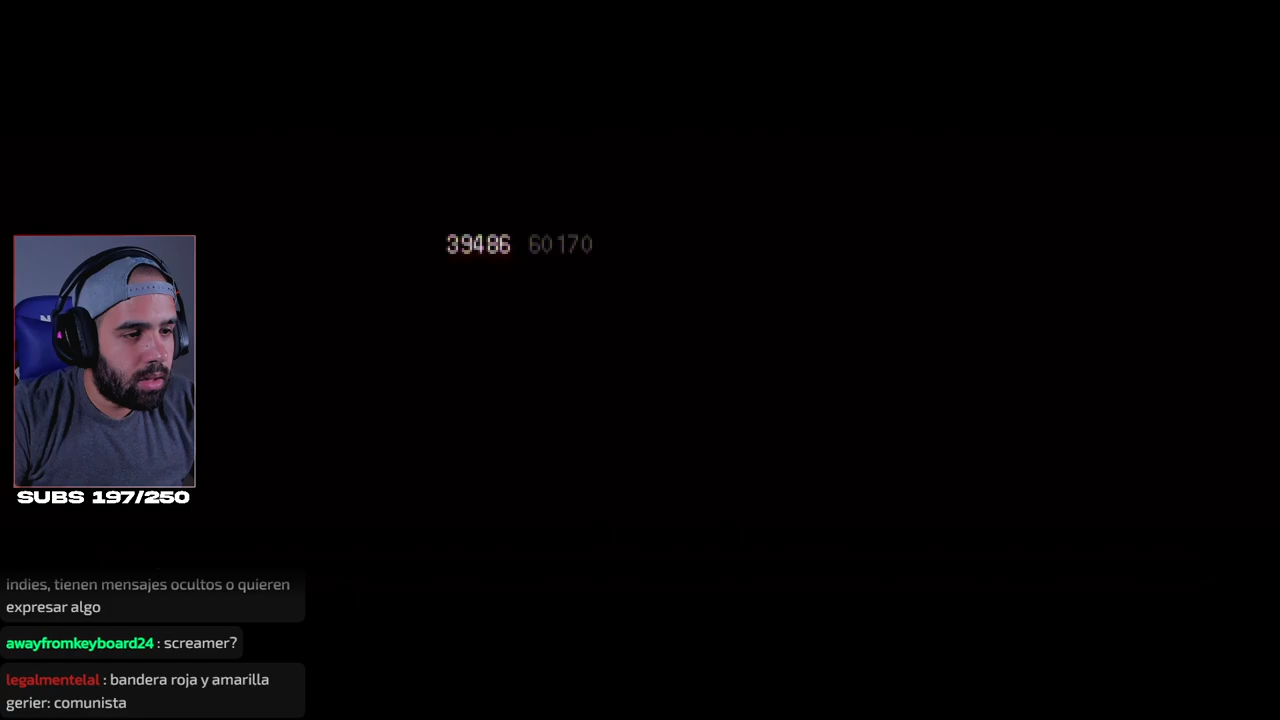 39486 60170
SUBS 197/250
indies, tienen mensajes ocultos o quieren
expresar algo
awayfromkeyboard24 : screamer?
legalmentelal : bandera roja y amarilla
gerier: comunista